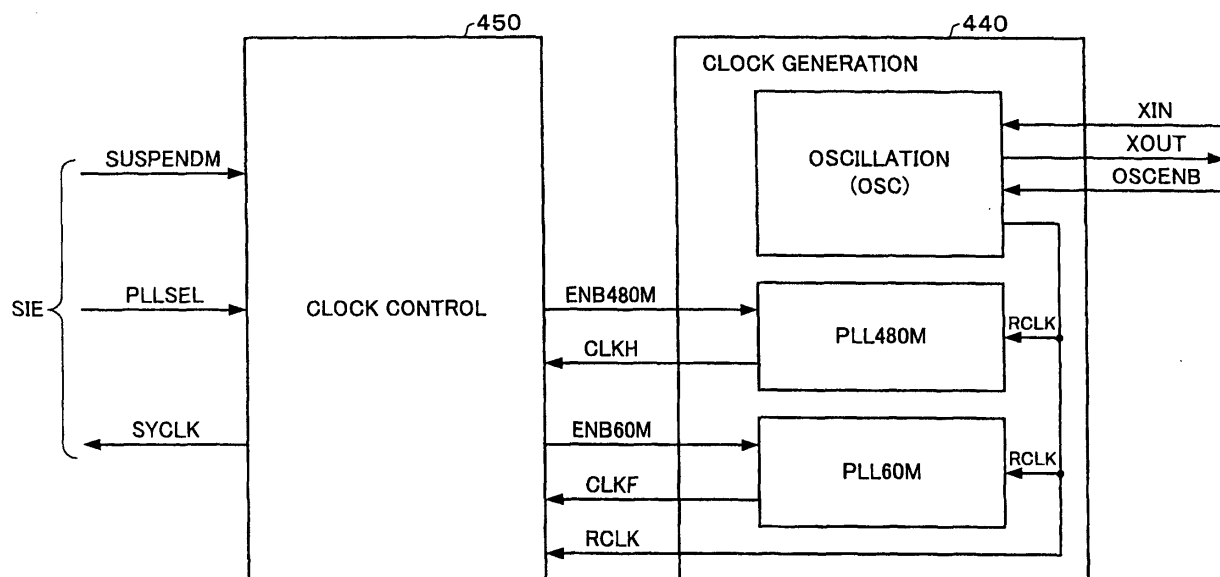 450
440
CLOCK GENERATION
XIN
XOUT
OSCENB
OSCILLATION
(OSC)
SUSPENDM
SIE
PLLSEL
CLOCK CONTROL
ENB480M
PLL480M
RCLK
CLKH
SYCLK
ENB60M
PLL60M
RCLK
CLKF
RCLK